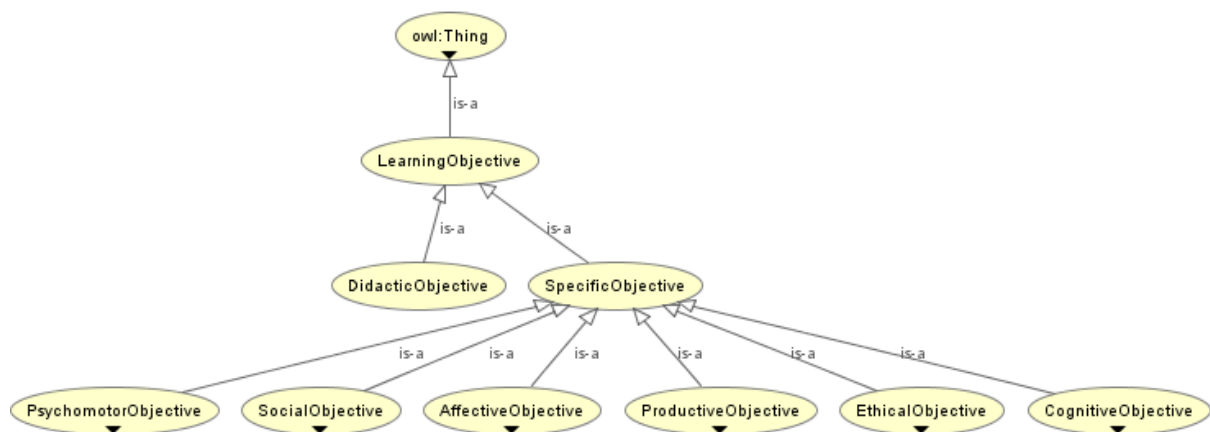 owl:Thing
is-a
LearningObjective
is-a is-a
DidacticObjective SpecificObjective
is-a is-a is-a is-a is-a is-a
PsychomotorObjective SocialObjective AffectiveObjective ProductiveObjective EthicalObjective CognitiveObjective